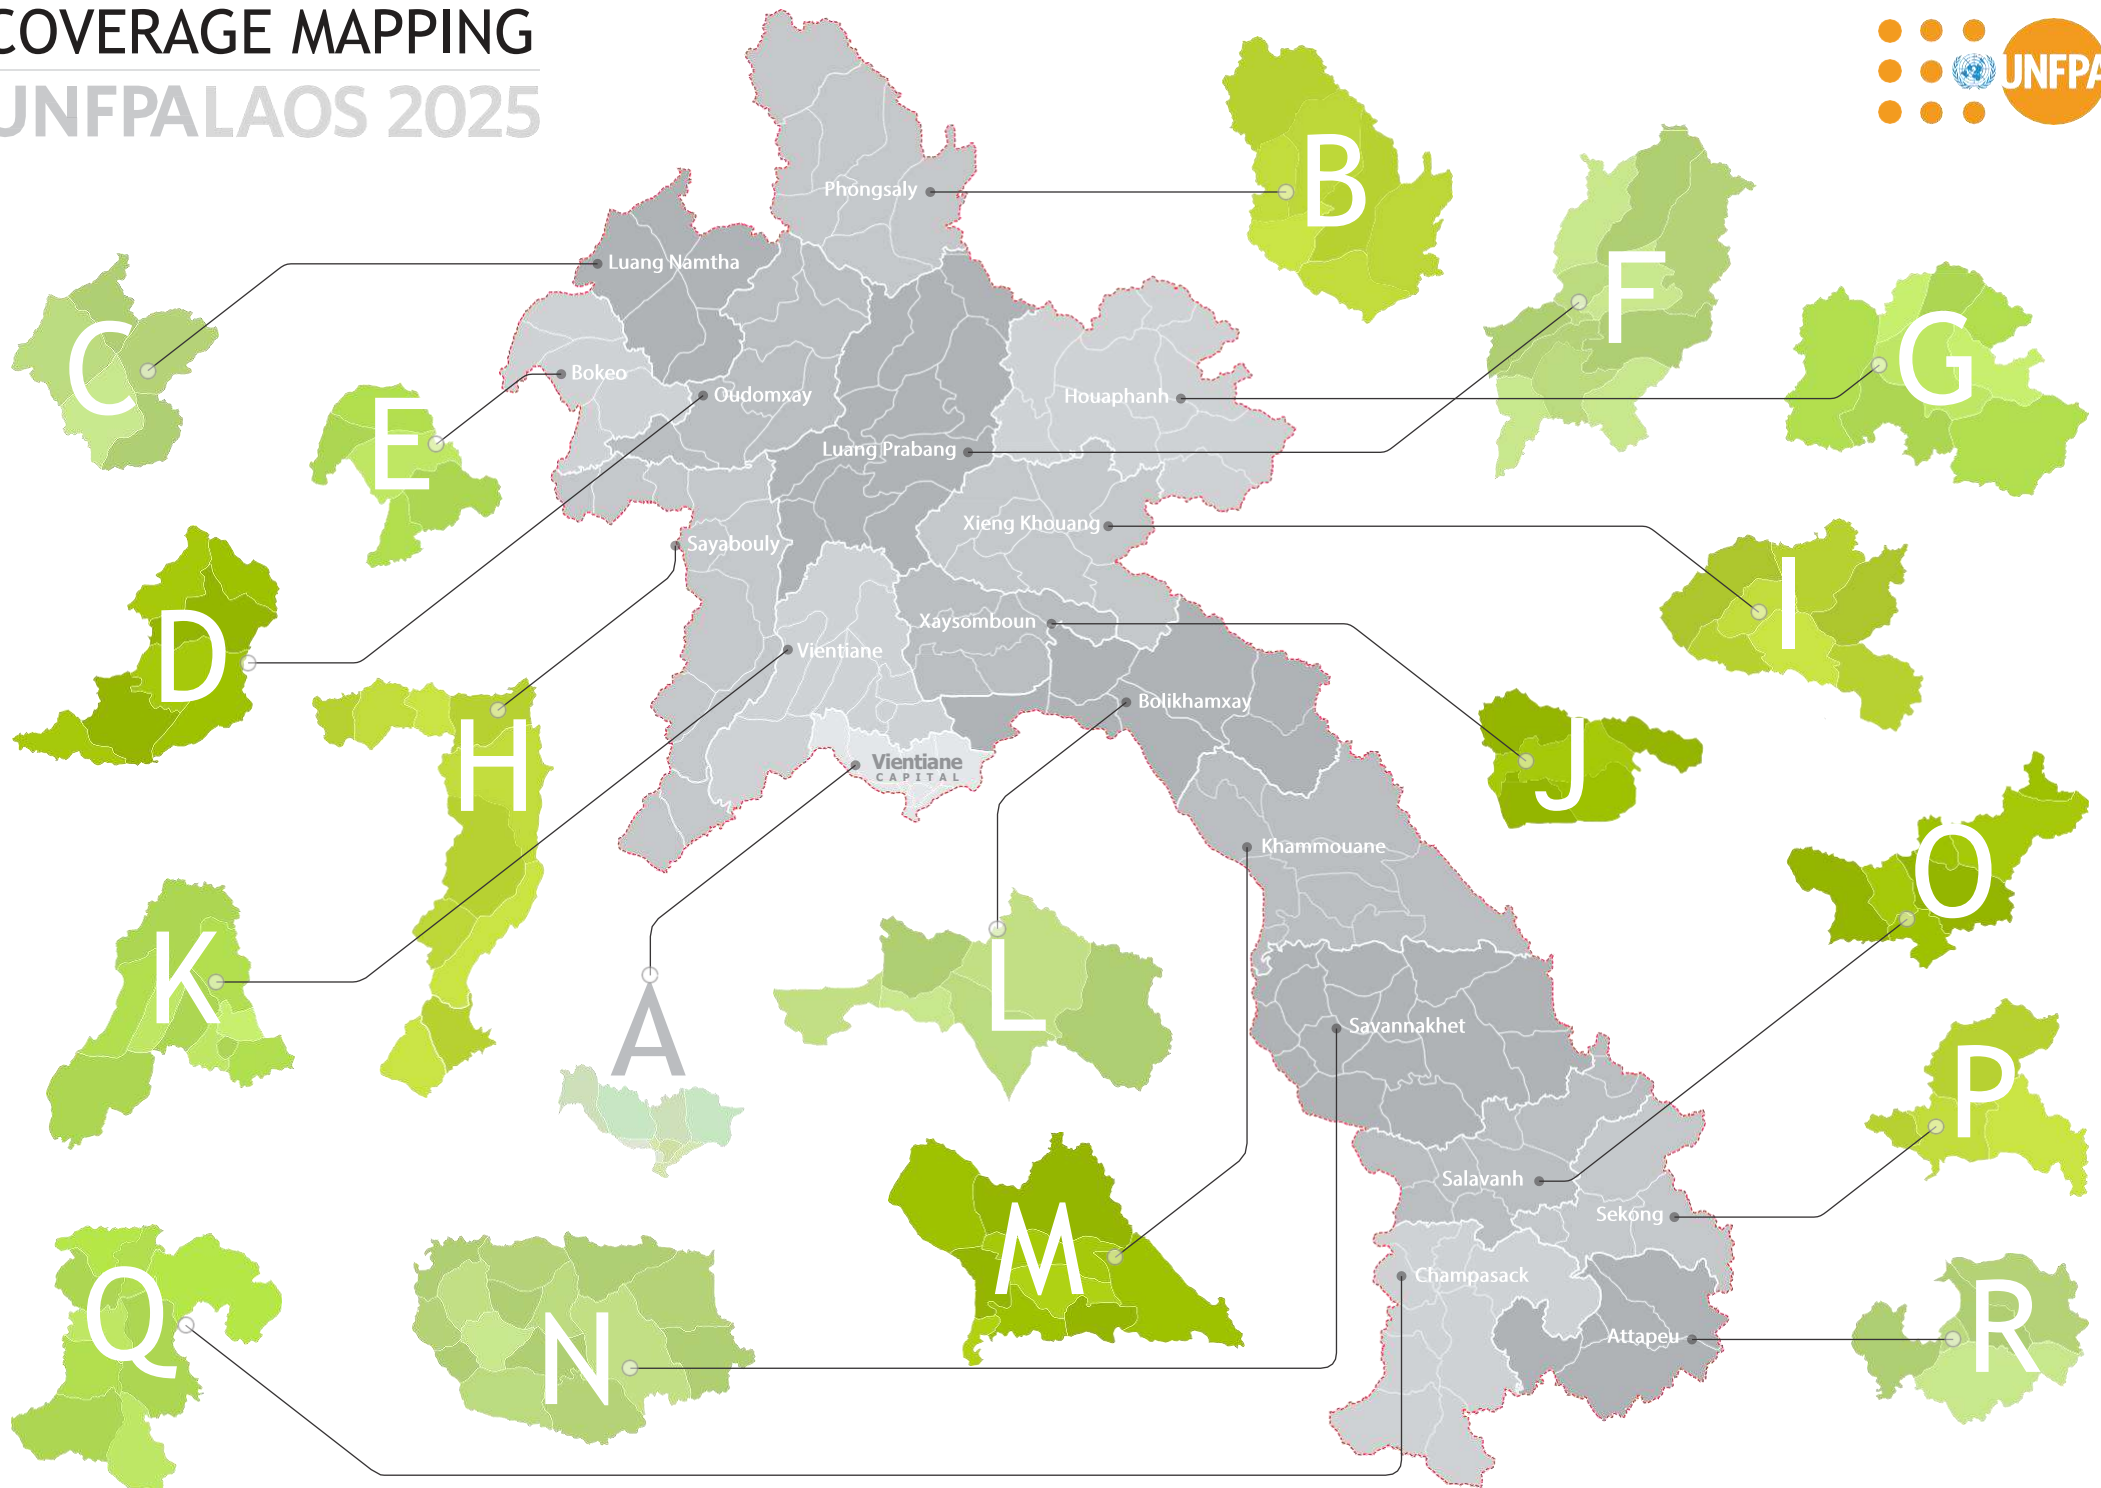 COVERAGE MAPPING
UNFPALAOS 2025
UNFPA
B
Phongsaly
F
Luang Namtha
C
G
Bokeo
Oudomxay
Houaphanh
E
Luang Prabang
Xieng Khouang
Sayabouly
I
Xaysomboun
D
Vientiane
Bolikhamxay
H
J
Vientiane
CAPITAL
Khammouane
O
K
L
A
Savannakhet
P
Salavanh
Sekong
M
Champasack
Q
R
Attapeu
N